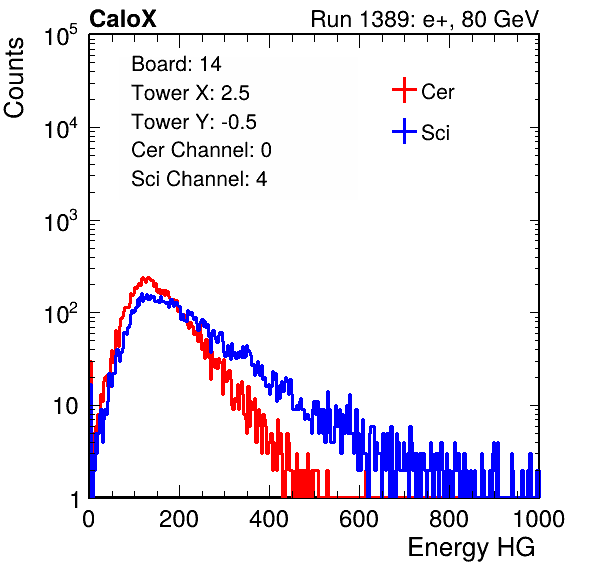 CaloX Run 1389: e+, 80 GeV
Counts
10^5
Board: 14
Tower X: 2.5
Tower Y: -0.5
Cer Channel: 0
Sci Channel: 4
Cer
Sci
10^4
10^3
10^2
10
1
0 200 400 600 800 1000
Energy HG